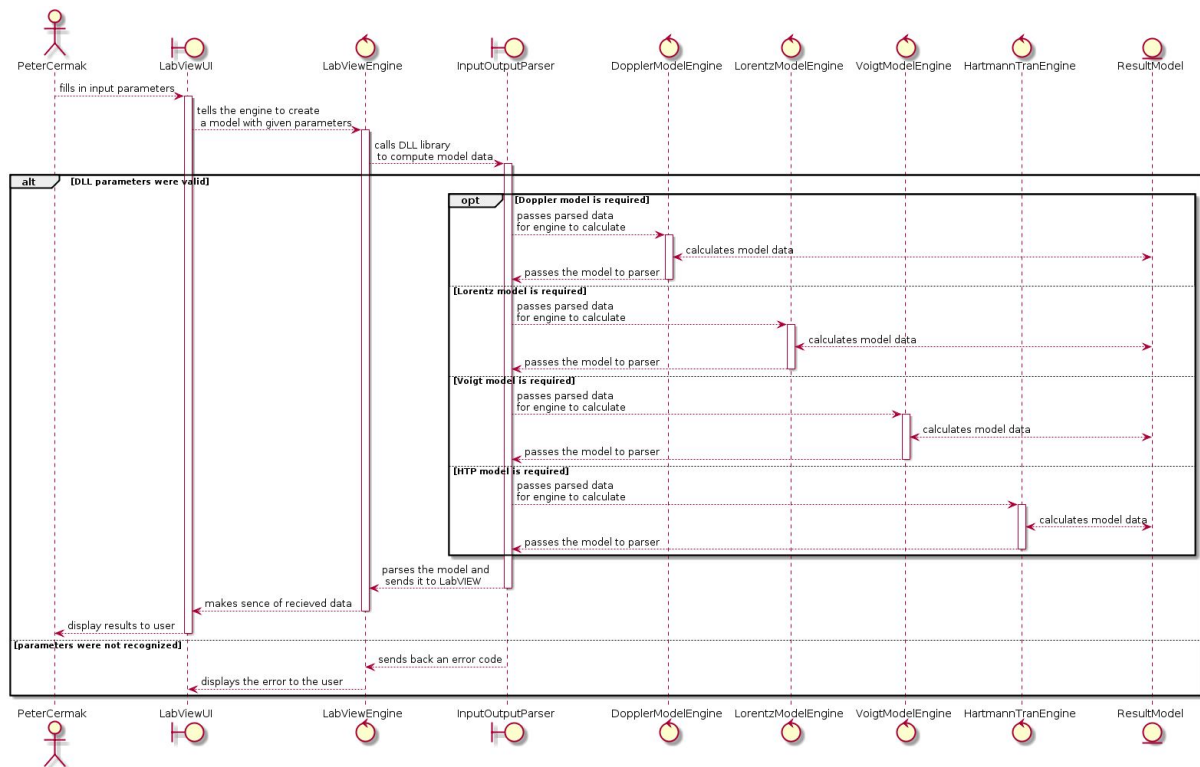 PeterCermak
LabViewUI
LabViewEngine
InputOutputParser
DopplerModelEngine
LorentzModelEngine
VoigtModelEngine
HartmannTranEngine
ResultModel
fills in input parameters
tells the engine to create
a model with given parameters
calls DLL library
to compute model data
alt
[DLL parameters were valid]
opt
[Doppler model is required]
passes parsed data
for engine to calculate
calculates model data
passes the model to parser
[Lorentz model is required]
passes parsed data
for engine to calculate
calculates model data
passes the model to parser
[Voigt model is required]
passes parsed data
for engine to calculate
calculates model data
passes the model to parser
[HTP model is required]
passes parsed data
for engine to calculate
calculates model data
passes the model to parser
parses the model and
sends it to LabVIEW
makes sence of recieved data
display results to user
[parameters were not recognized]
sends back an error code
displays the error to the user
PeterCermak
LabViewUI
LabViewEngine
InputOutputParser
DopplerModelEngine
LorentzModelEngine
VoigtModelEngine
HartmannTranEngine
ResultModel